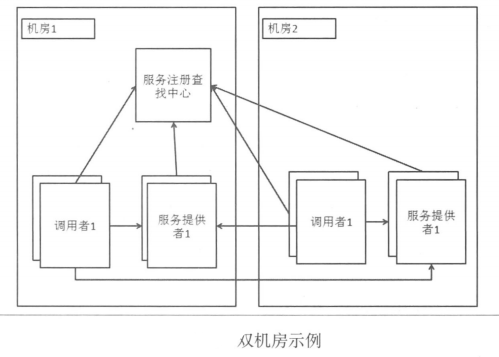 机房1
机房2
服务注册查
找中心
调用者1
服务提供
者1
调用者1
服务提供
者1
双机房示例